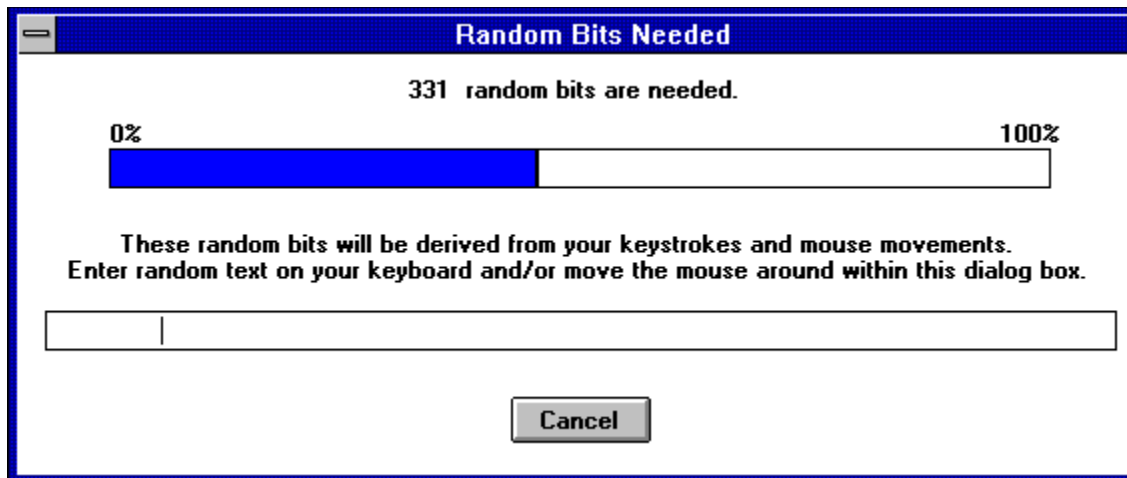 Random Bits Needed
331 random bits are needed.
0% 100%
These random bits will be derived from your keystrokes and mouse movements.
Enter random text on your keyboard and/or move the mouse around within this dialog box.
Cancel